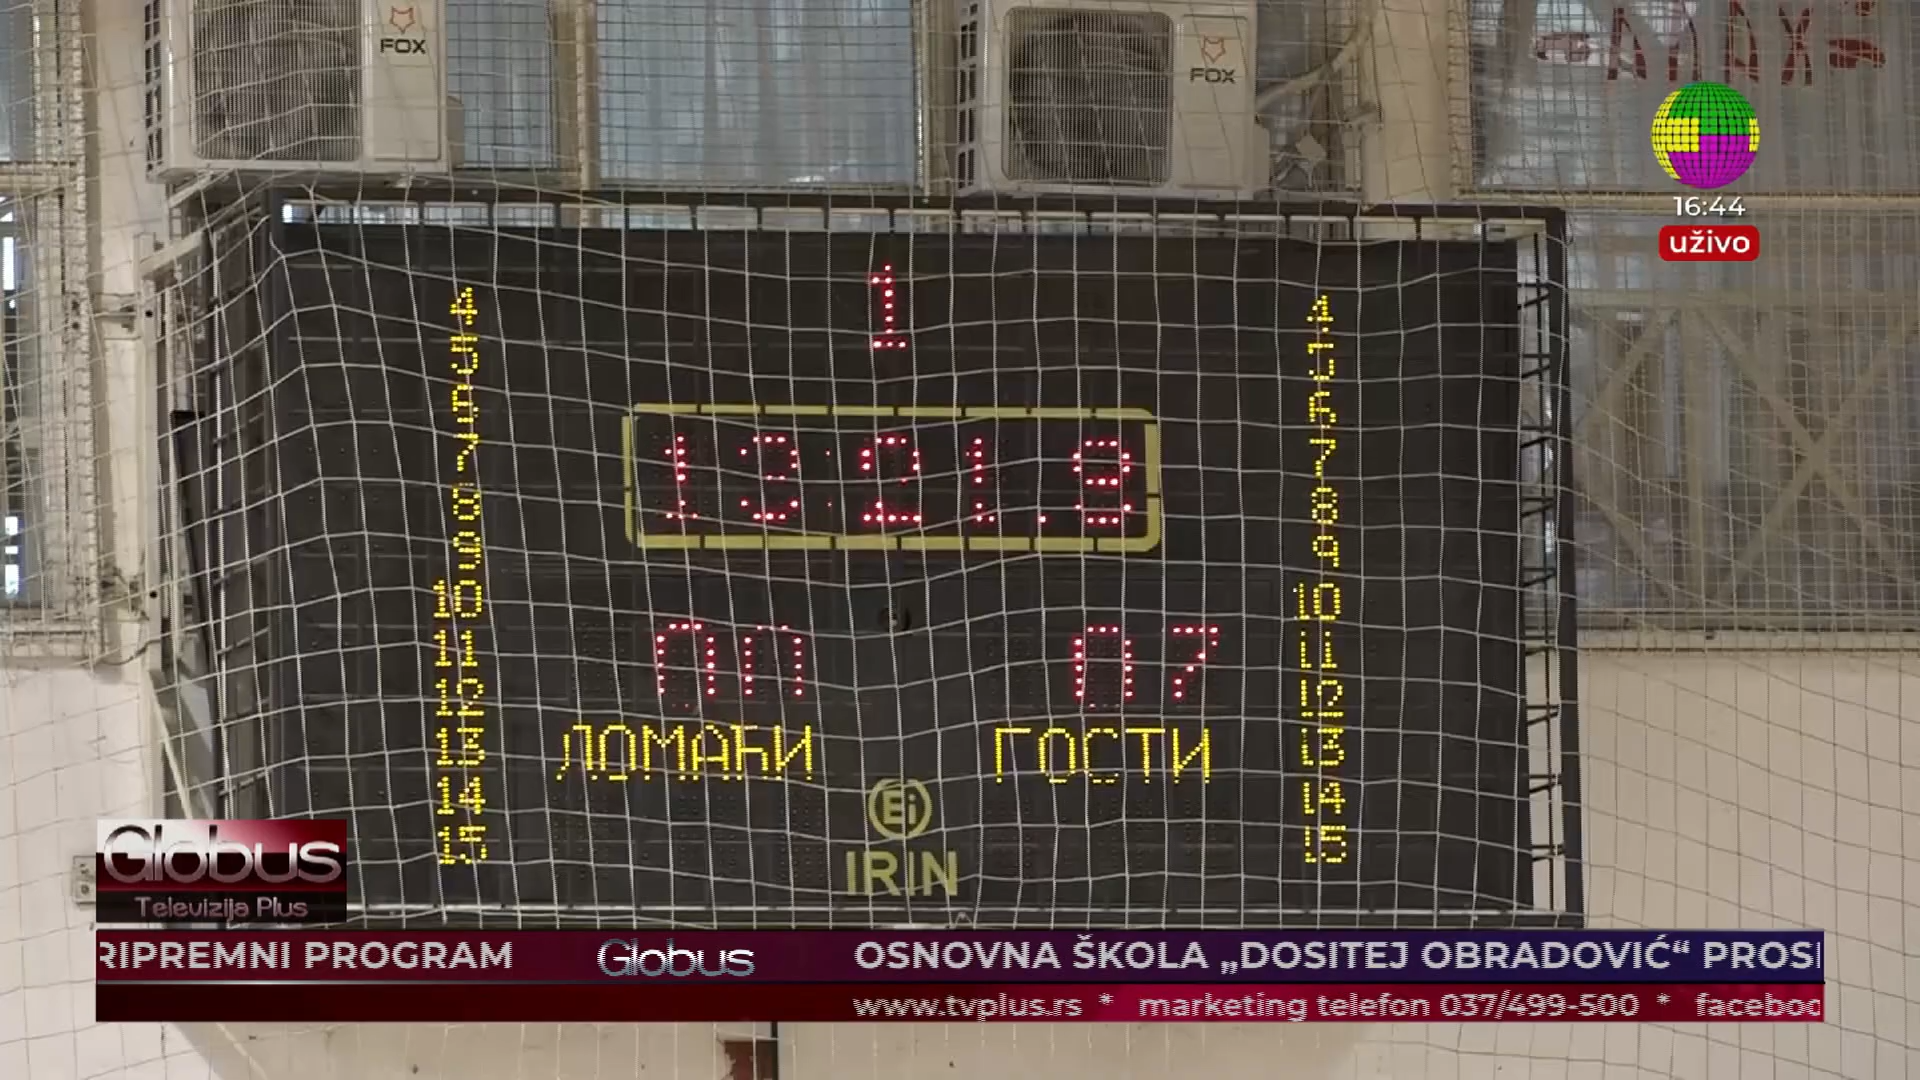 FOX
FOX
16:44
uživo
1
4
5
6
7
8
9
10
11
12
13
14
15
4
5
6
7
8
9
10
11
12
13
14
15
13:21.9
07
ДОМАЋИ
ГОСТИ
Ei
IRIN
Globus
Televizija Plus
RIPREMNI PROGRAM
Globus
OSNOVNA ŠKOLA „DOSITEJ OBRADOVIĆ“ PROS
www.tvplus.rs * marketing telefon 037/499-500 * faceboo